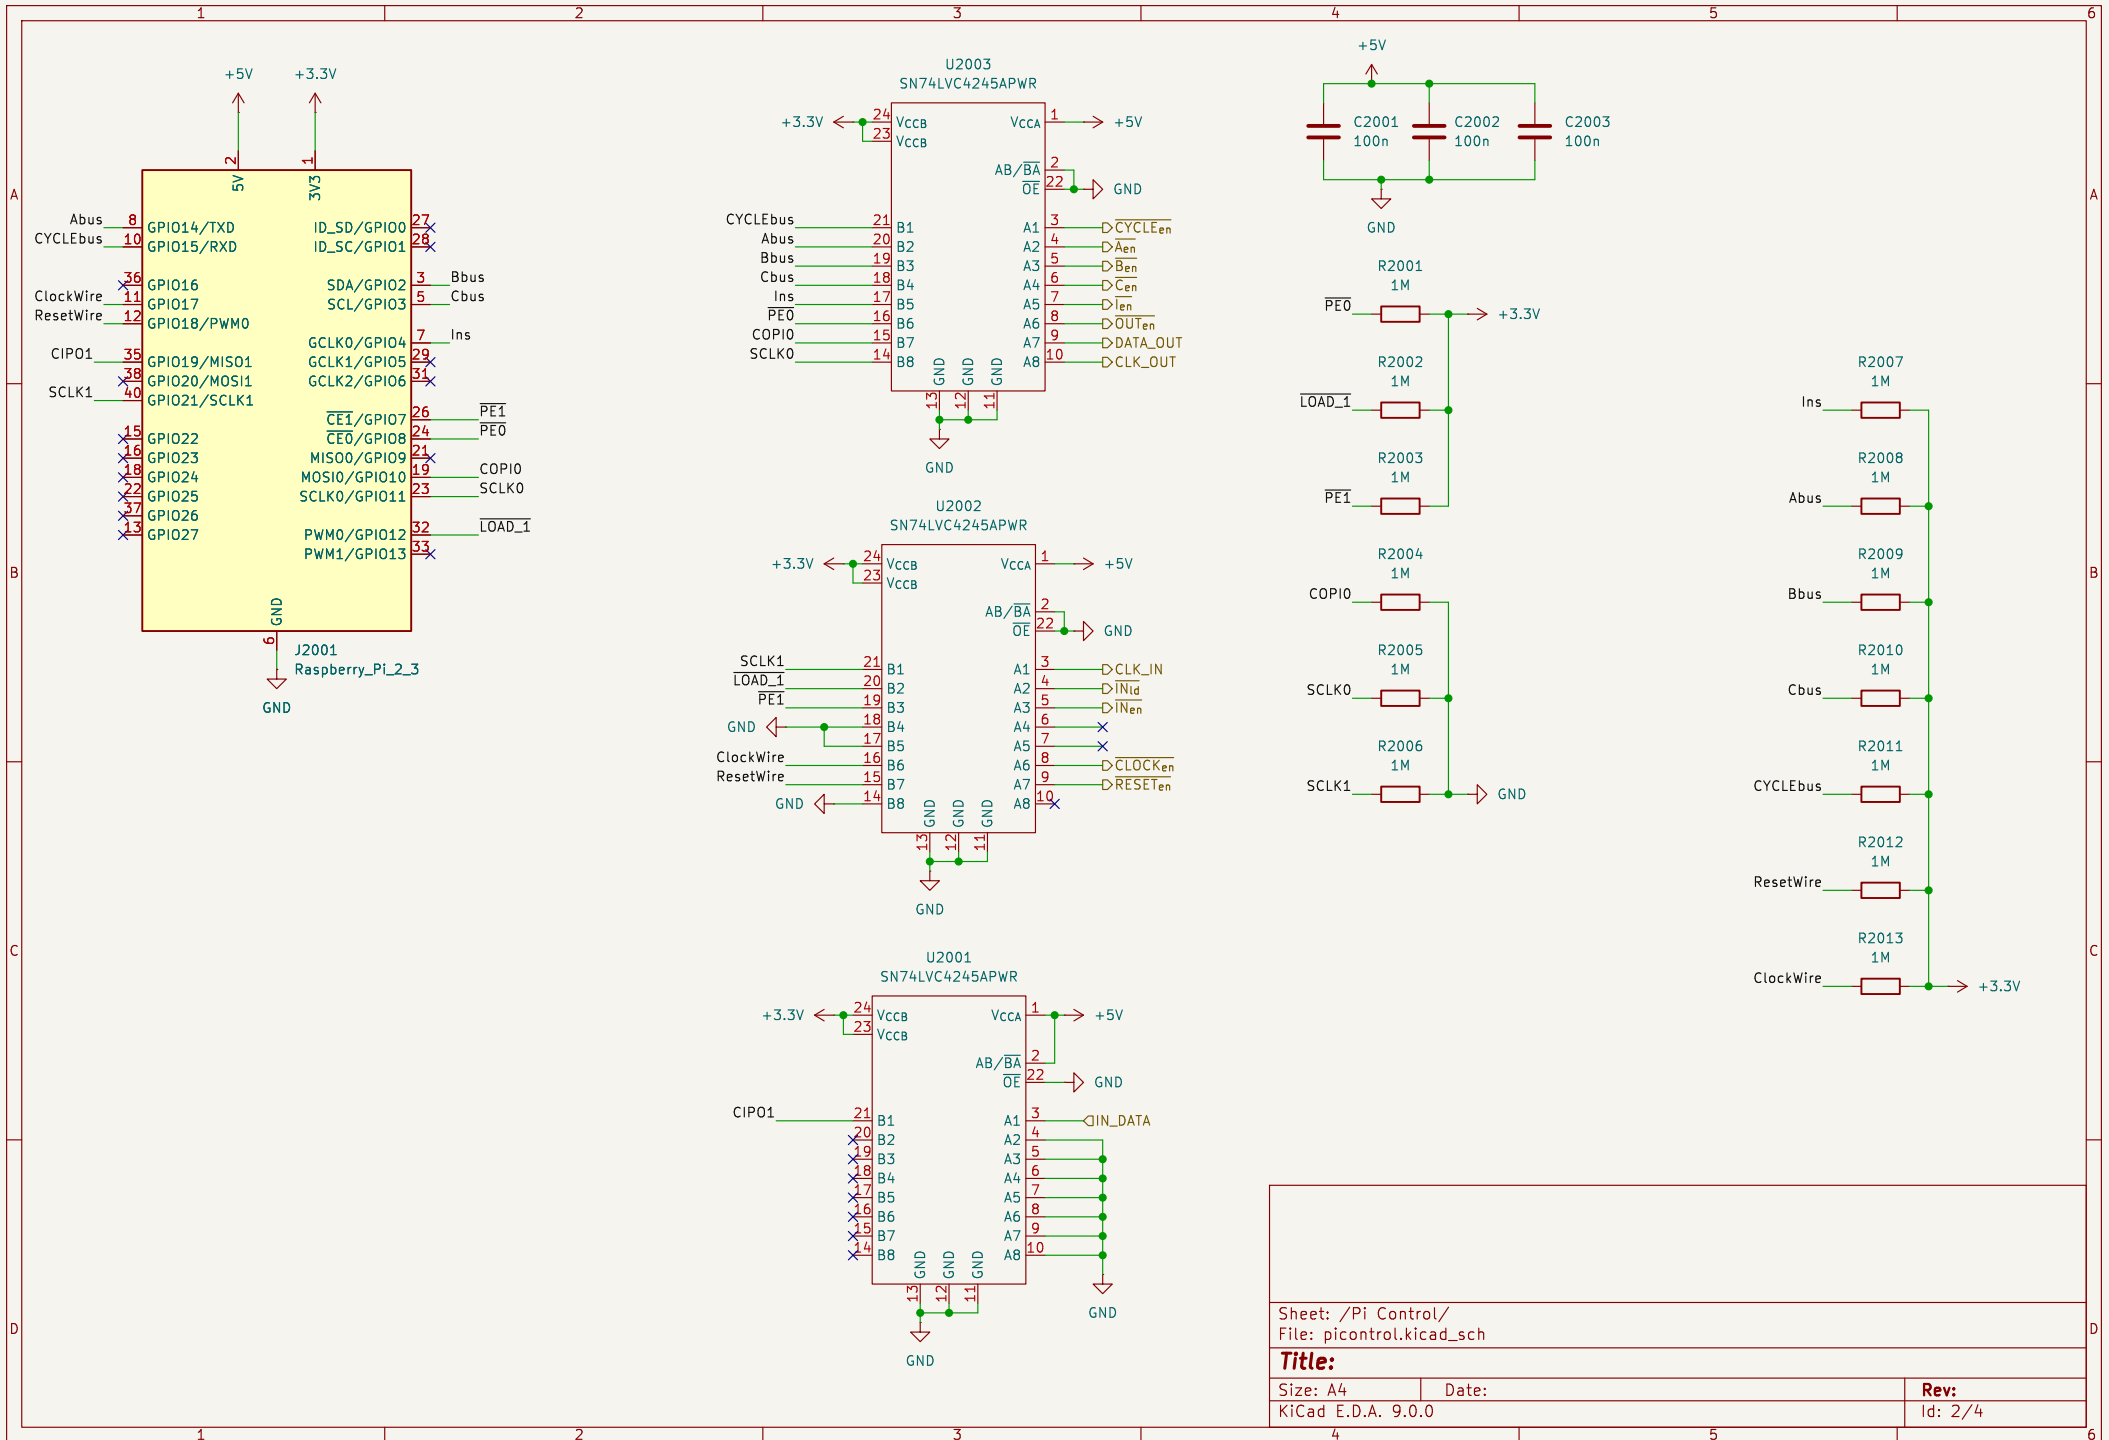 1 2 3 4 5 6
A B C D
A B C D
1 2 3 4 5 6
+5V
+3.3V
2
1
5V
3V3
Abus 8 GPIO14/TXD
CYCLEbus 10 GPIO15/RXD
36 GPIO16
ClockWire 11 GPIO17
ResetWire 12 GPIO18/PWM0
CIPO1 35 GPIO19/MISO1
38 GPIO20/MOSI1
SCLK1 40 GPIO21/SCLK1
15 GPIO22
16 GPIO23
18 GPIO24
22 GPIO25
37 GPIO26
13 GPIO27
ID_SD/GPIO0 27
ID_SC/GPIO1 28
SDA/GPIO2 3 Bbus
SCL/GPIO3 5 Cbus
GCLK0/GPIO4 7 Ins
GCLK1/GPIO5 29
GCLK2/GPIO6 31
CE1/GPIO7 26 PE1
CE0/GPIO8 24 PE0
MISO0/GPIO9 21
MOSI0/GPIO10 19 COPI0
SCLK0/GPIO11 23 SCLK0
PWM0/GPIO12 32 LOAD_1
PWM1/GPIO13 33
GND
6
J2001
Raspberry_Pi_2_3
GND
U2003
SN74LVC4245APWR
+3.3V 24 VCCB VCCA 1 +5V
23 VCCB
AB/BA 2
OE 22 GND
CYCLEbus 21 B1 A1 3 CYCLEen
Abus 20 B2 A2 4 Aen
Bbus 19 B3 A3 5 Ben
Cbus 18 B4 A4 6 Cen
Ins 17 B5 A5 7 Ien
PE0 16 B6 A6 8 OUTen
COPI0 15 B7 A7 9 DATA_OUT
SCLK0 14 B8 A8 10 CLK_OUT
GND GND GND
13 12 11
GND
U2002
SN74LVC4245APWR
+3.3V 24 VCCB VCCA 1 +5V
23 VCCB
AB/BA 2
OE 22 GND
SCLK1 21 B1 A1 3 CLK_IN
LOAD_1 20 B2 A2 4 INld
PE1 19 B3 A3 5 INen
GND 18 B4 A4 6
17 B5 A5 7
ClockWire 16 B6 A6 8 CLOCKen
ResetWire 15 B7 A7 9 RESETen
GND 14 B8 A8 10
GND GND GND
13 12 11
GND
U2001
SN74LVC4245APWR
+3.3V 24 VCCB VCCA 1 +5V
23 VCCB
AB/BA 2
OE 22 GND
CIPO1 21 B1 A1 3 IN_DATA
20 B2 A2 4
19 B3 A3 5
18 B4 A4 6
17 B5 A5 7
16 B6 A6 8
15 B7 A7 9
14 B8 A8 10
GND GND GND
13 12 11
GND
GND
+5V
C2001
100n
C2002
100n
C2003
100n
GND
R2001
1M
PE0
+3.3V
R2002
1M
LOAD_1
R2003
1M
PE1
R2004
1M
COPI0
R2005
1M
SCLK0
R2006
1M
SCLK1
GND
R2007
1M
Ins
R2008
1M
Abus
R2009
1M
Bbus
R2010
1M
Cbus
R2011
1M
CYCLEbus
R2012
1M
ResetWire
R2013
1M
ClockWire
+3.3V
Sheet: /Pi Control/
File: picontrol.kicad_sch
Title:
Size: A4 Date: Rev:
KiCad E.D.A. 9.0.0 Id: 2/4